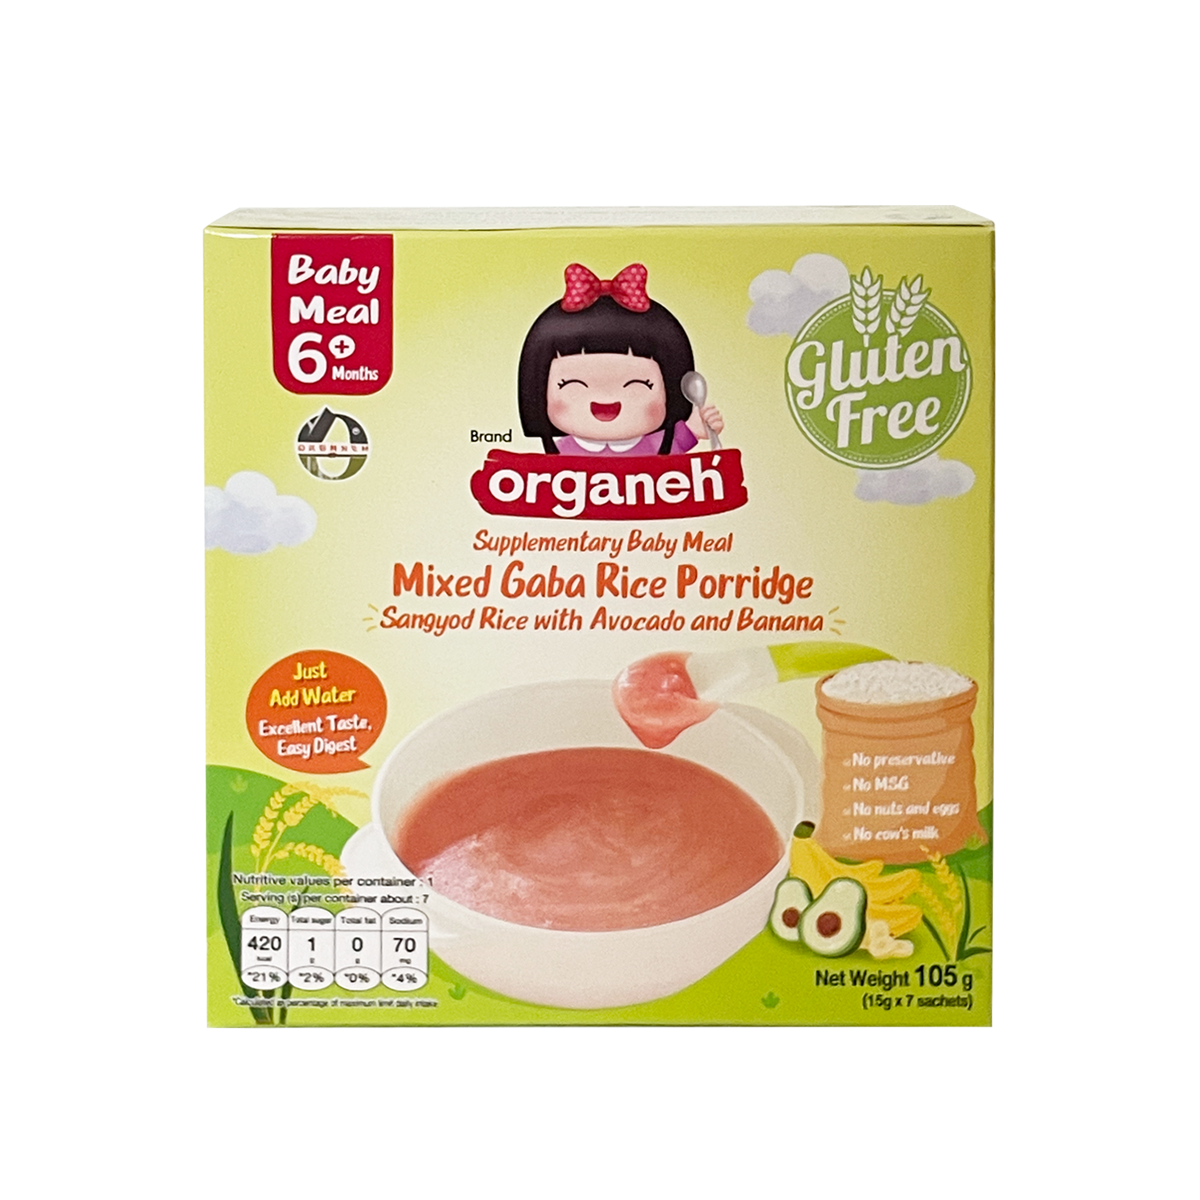 Baby
Meal
6+
Months
Gluten
Free
ORGANEH
Brand
organeh
Supplementary Baby Meal
Mixed Gaba Rice Porridge
Sangyod Rice with Avocado and Banana
Just
Add Water
Excellent Taste,
Easy Digest
No preservative
No MSG
No nuts and eggs
No cow's milk
Nutritive values per container : 1
Serving (s) per container about : 7
Energy Total sugar Total fat Sodium
420 1 0 70
kcal g g mg
*21% *2% *0% *4%
*Calculated as percentage of maximum limit daily intake
Net Weight 105 g
(15g x 7 sachets)